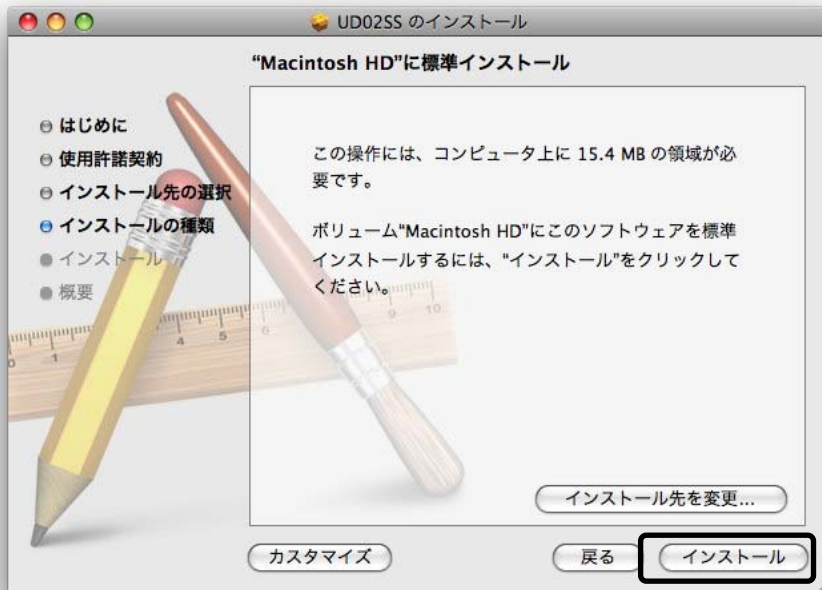 UD02SS のインストール
“Macintosh HD”に標準インストール
はじめに
使用許諾契約
インストール先の選択
インストールの種類
インストール
概要
この操作には、コンピュータ上に 15.4 MB の領域が必
要です。
ボリューム“Macintosh HD”にこのソフトウェアを標準
インストールするには、“インストール”をクリックして
ください。
0 1 4 5 6 9 10
インストール先を変更...
カスタマイズ
戻る
インストール